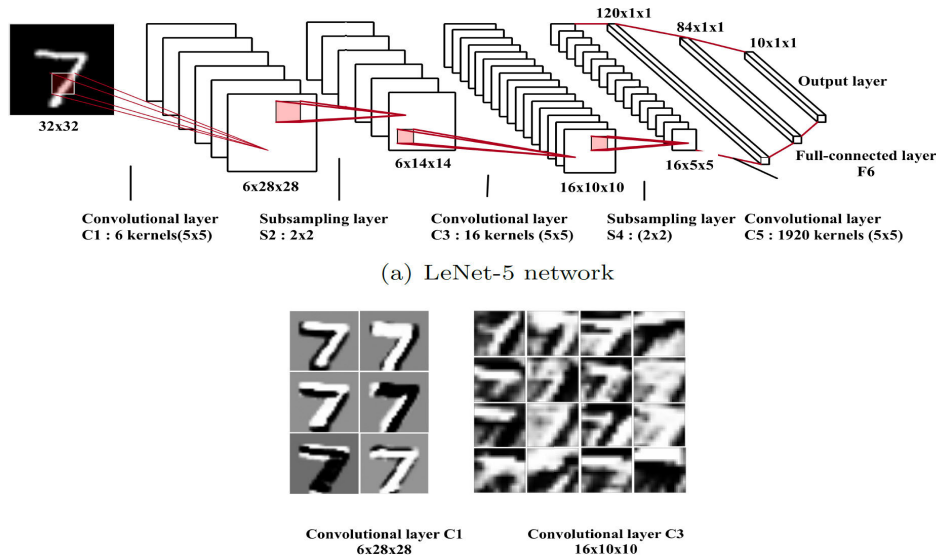 120x1x1
84x1x1
10x1x1
Output layer
32x32
6x14x14
16x5x5
Full-connected layer
F6
6x28x28
16x10x10
Convolutional layer
C1 : 6 kernels(5x5)
Subsampling layer
S2 : 2x2
Convolutional layer
C3 : 16 kernels (5x5)
Subsampling layer
S4 : (2x2)
Convolutional layer
C5 : 1920 kernels (5x5)
(a) LeNet-5 network
Convolutional layer C1
6x28x28
Convolutional layer C3
16x10x10